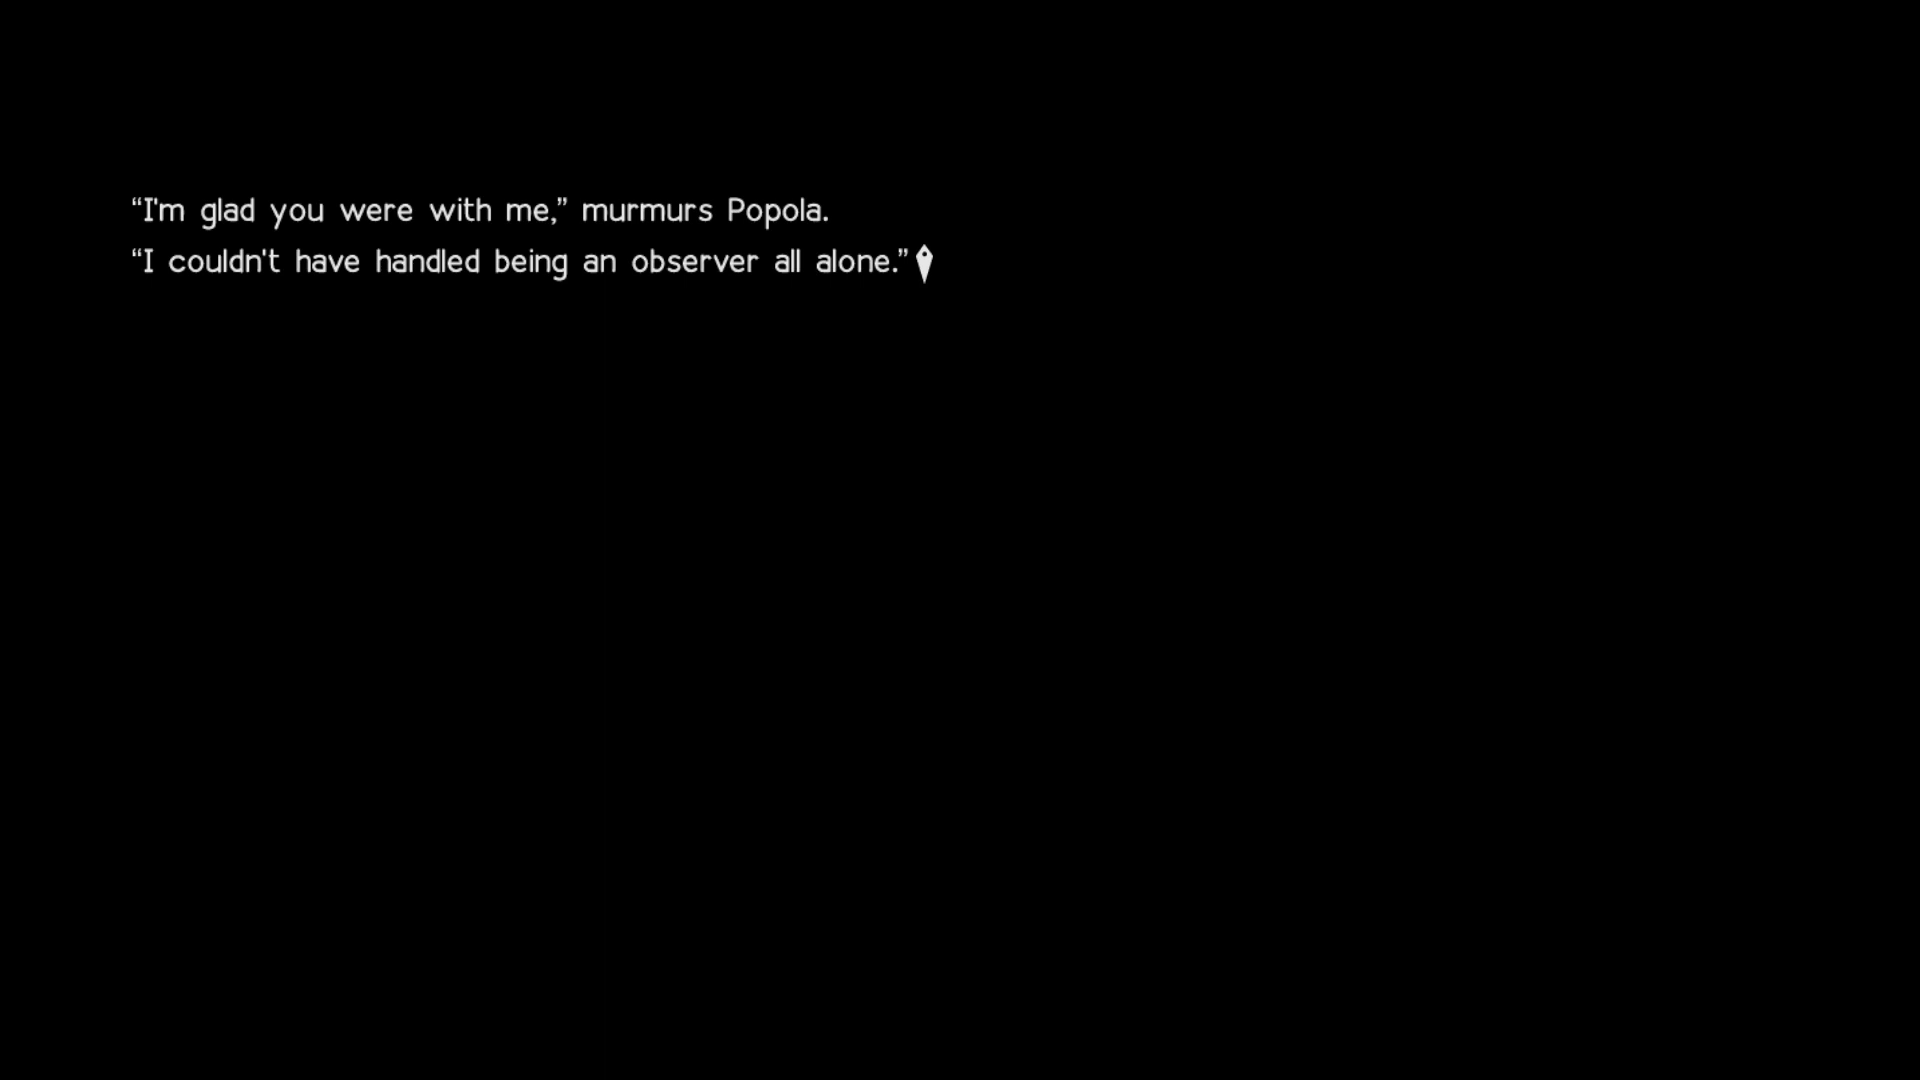 “I'm glad you were with me,” murmurs Popola.
“I couldn't have handled being an observer all alone.”